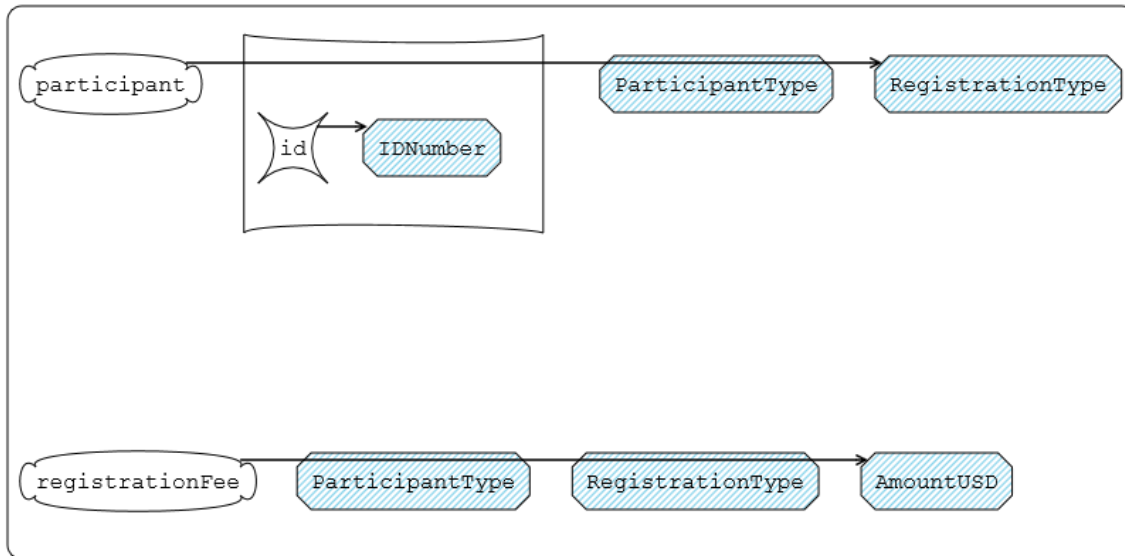 participant
ParticipantType
RegistrationType
id
IDNumber
registrationFee
ParticipantType
RegistrationType
AmountUSD